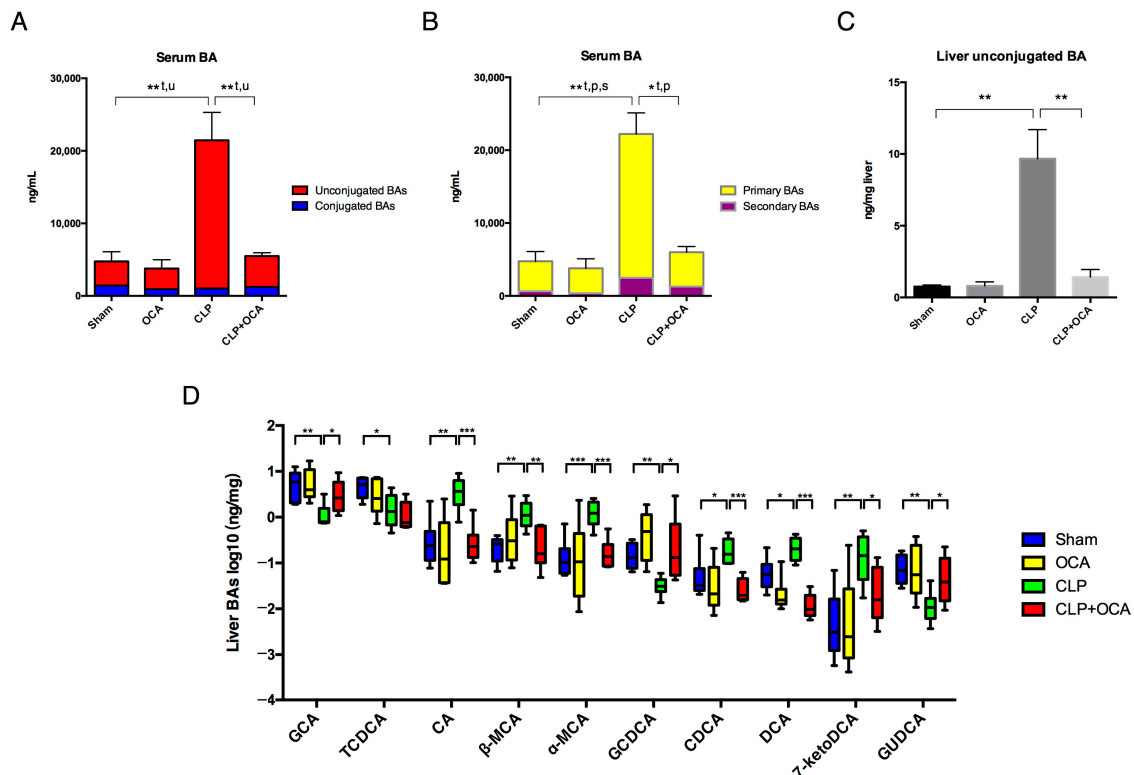 A
Serum BA
30,000
20,000
10,000
0
ng/mL
**t,u
**t,u
Unconjugated BAs
Conjugated BAs
Sham
OCA
CLP
CLP+OCA
B
Serum BA
30,000
20,000
10,000
0
ng/mL
**t,p,s
*t,p
Primary BAs
Secondary BAs
Sham
OCA
CLP
CLP+OCA
C
Liver unconjugated BA
15
10
5
0
ng/mg liver
**
**
Sham
OCA
CLP
CLP+OCA
D
Liver BAs log10 (ng/mg)
2
1
0
−1
−2
−3
−4
** *
*
** ***
** **
*** ***
** *
* ***
* ***
** *
** *
GCA
TCDCA
CA
β-MCA
α-MCA
GCDCA
CDCA
DCA
7-ketoDCA
GUDCA
Sham
OCA
CLP
CLP+OCA